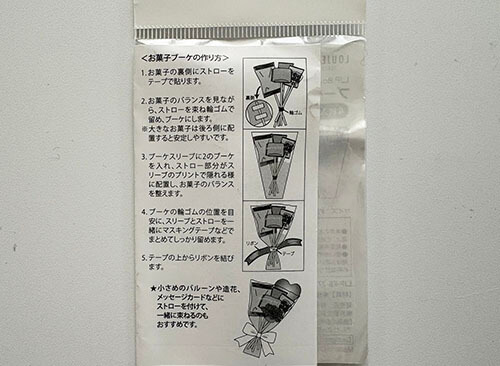 ＜お菓子ブーケの作り方＞
1．お菓子の裏側にストローを
テープで貼ります。
裏側
2．お菓子のバランスを見なが
ら、ストローを束ね輪ゴムで
留め、ブーケにします。
※大きなお菓子は後ろ側に配
置すると安定しやすいです。
輪ゴム
3．ブーケスリーブに2のブーケ
を入れ、ストロー部分がス
リーブのプリントで隠れる様
に配置し、お菓子のバランス
を整えます。
4．ブーケの輪ゴムの位置を目
安に、スリーブとストローを一
緒にマスキングテープなどで
まとめてしっかり留めます。
リボン
テープ
5．テープの上からリボンを結び
ます。
★小さめのバルーンや造花、
メッセージカードなどに
ストローを付けて、
一緒に束ねるのも
おすすめです。